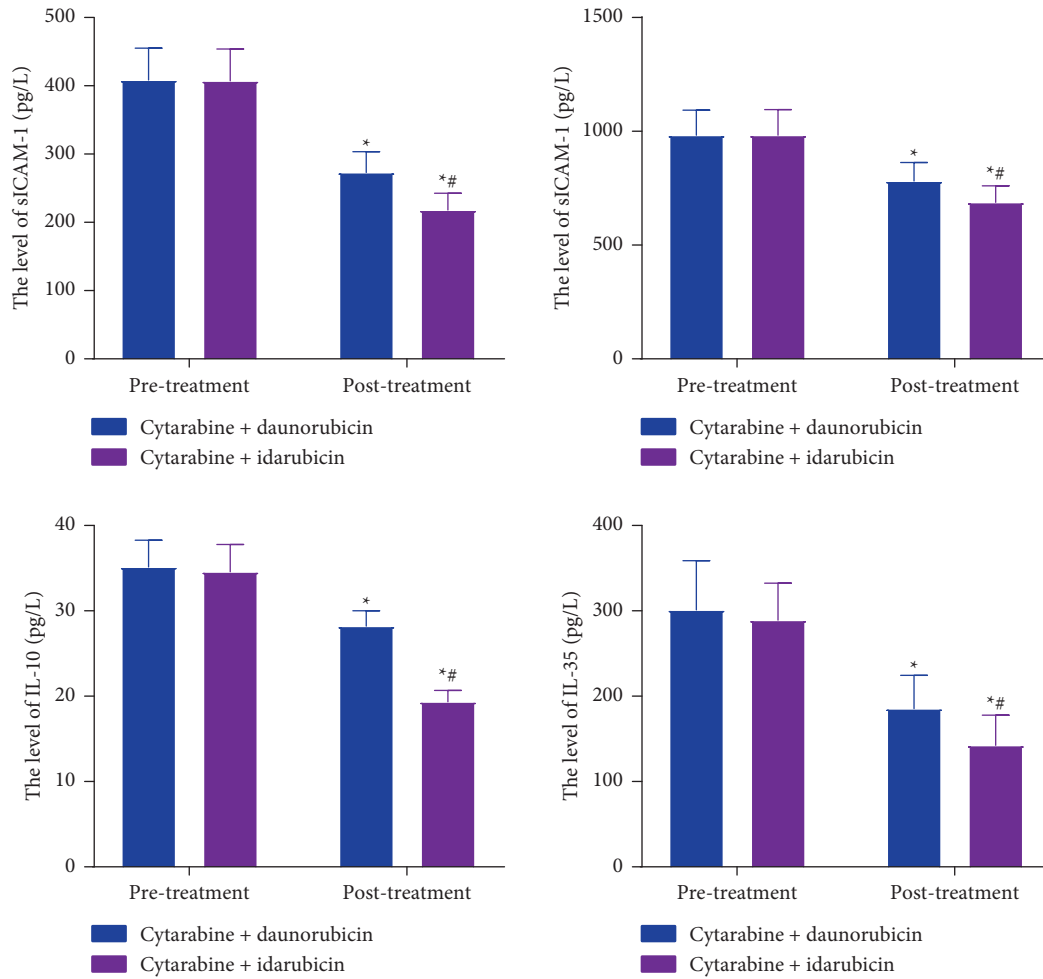 The level of sICAM-1 (pg/L)
500
400
300
200
100
0
*
*#
Pre-treatment
Post-treatment
Cytarabine + daunorubicin
Cytarabine + idarubicin
The level of sICAM-1 (pg/L)
1500
1000
500
0
*
*#
Pre-treatment
Post-treatment
Cytarabine + daunorubicin
Cytarabine + idarubicin
The level of IL-10 (pg/L)
40
30
20
10
0
*
*#
Pre-treatment
Post-treatment
Cytarabine + daunorubicin
Cytarabine + idarubicin
The level of IL-35 (pg/L)
400
300
200
100
0
*
*#
Pre-treatment
Post-treatment
Cytarabine + daunorubicin
Cytarabine + idarubicin